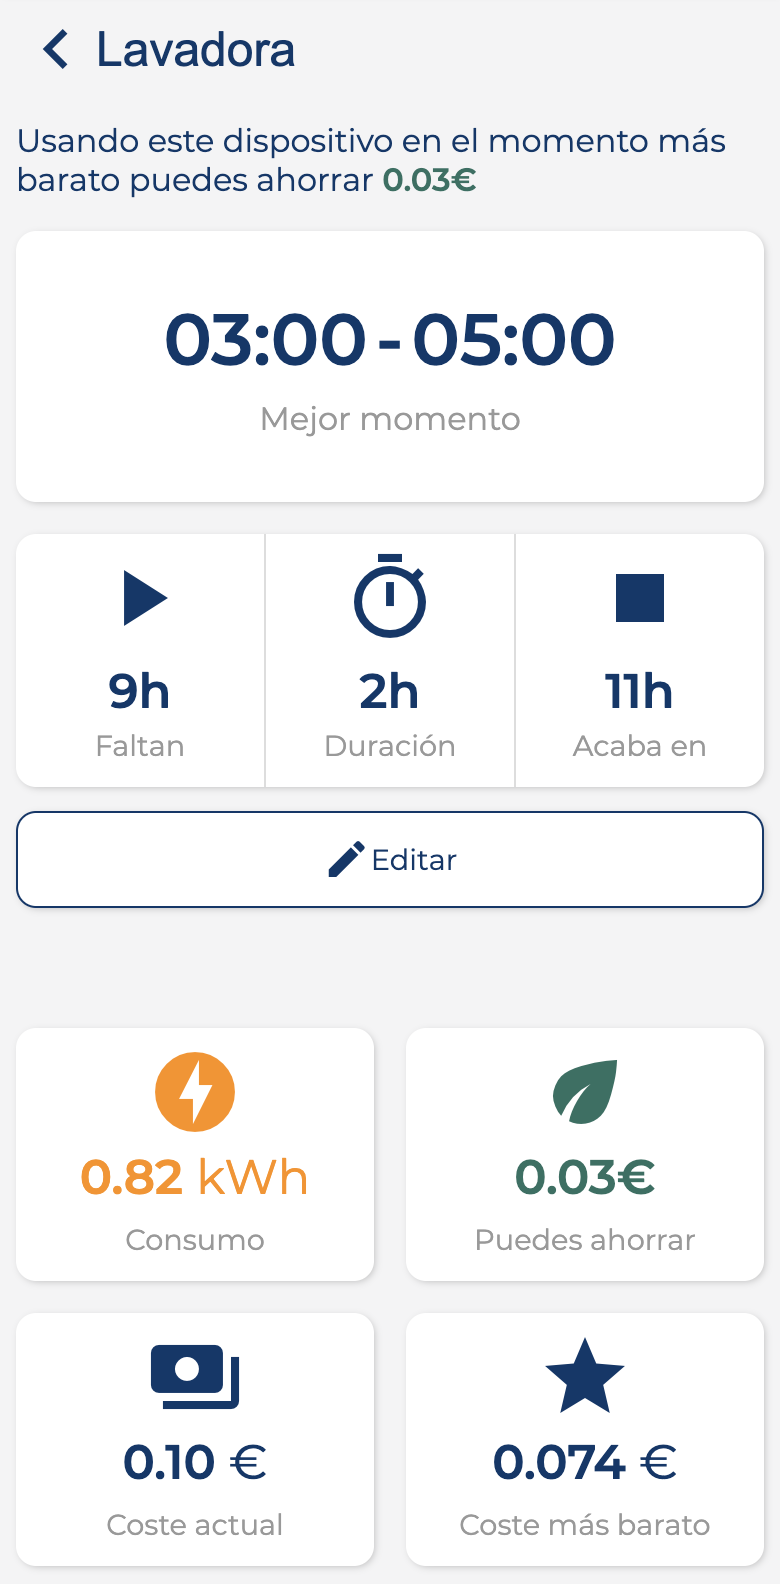 Lavadora
Usando este dispositivo en el momento más
barato puedes ahorrar 0.03€
03:00 - 05:00
Mejor momento
9h
Faltan
2h
Duración
11h
Acaba en
Editar
0.82 kWh
Consumo
0.03€
Puedes ahorrar
0.10 €
Coste actual
0.074 €
Coste más barato